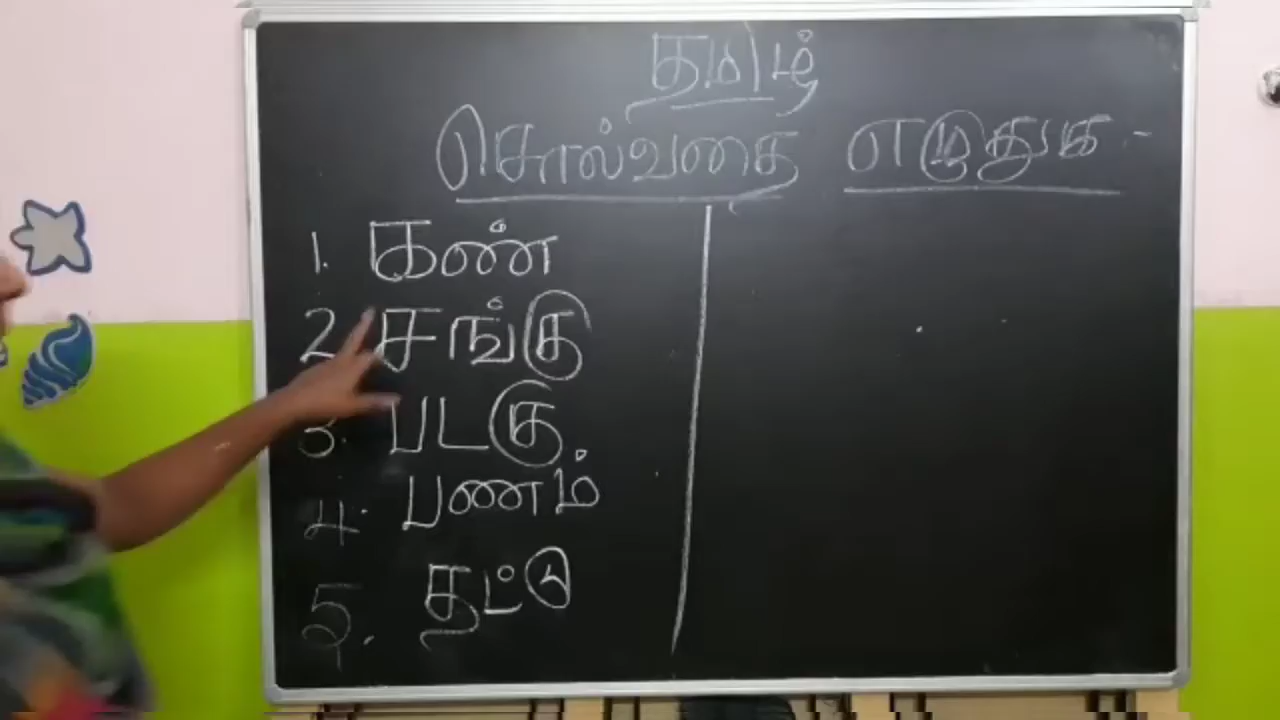 தமிழ்
சொல்வதை எழுதுக -
1. கண்
2. சங்கு
3. படகு
4. பணம்
5. தட்டு